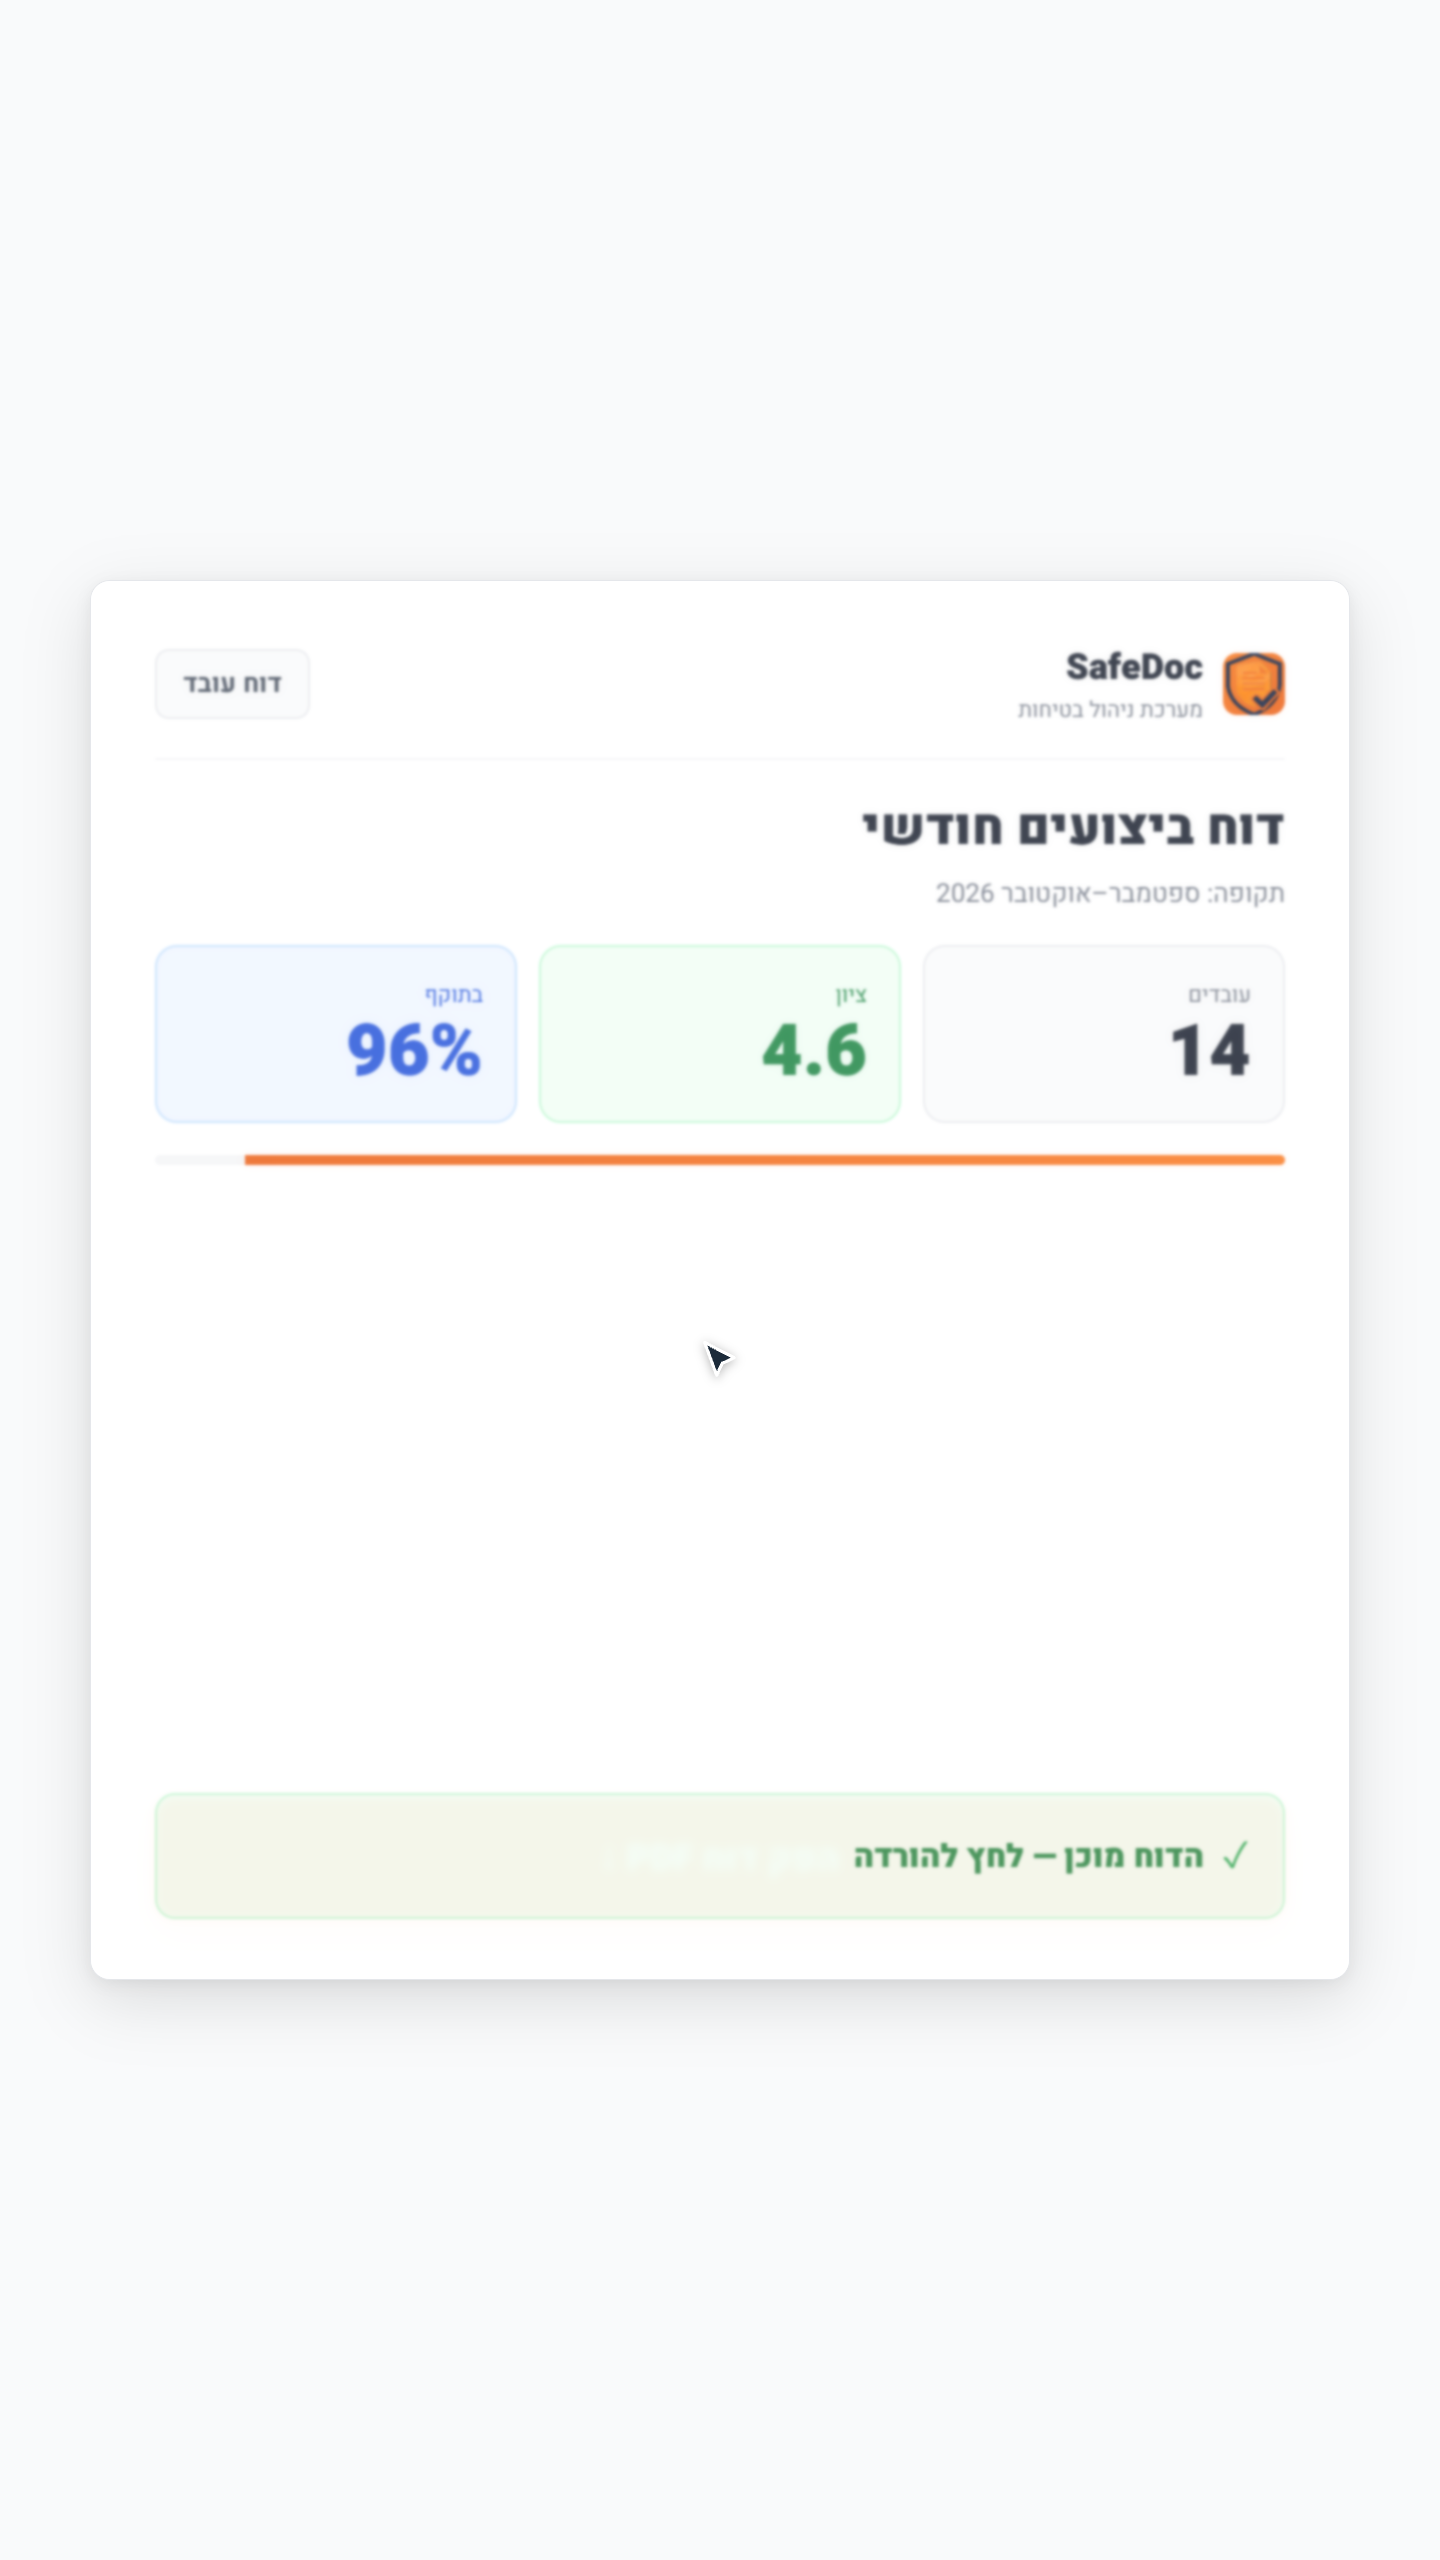 SafeDoc
מערכת ניהול בטיחות
דוח עובד
דוח ביצועים חודשי
תקופה: ספטמבר–אוקטובר 2026
עובדים
14
ציון
4.6
בתוקף
96%
✓ הדוח מוכן — לחץ להורדה